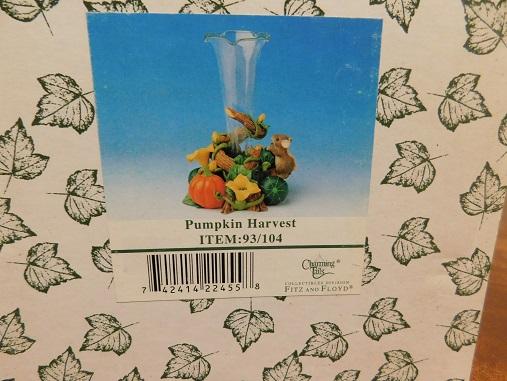 Pumpkin Harvest
ITEM:93/104
7 42414 22455 8
Charming Tails®
COLLECTIBLES DIVISION
FITZ AND FLOYD®